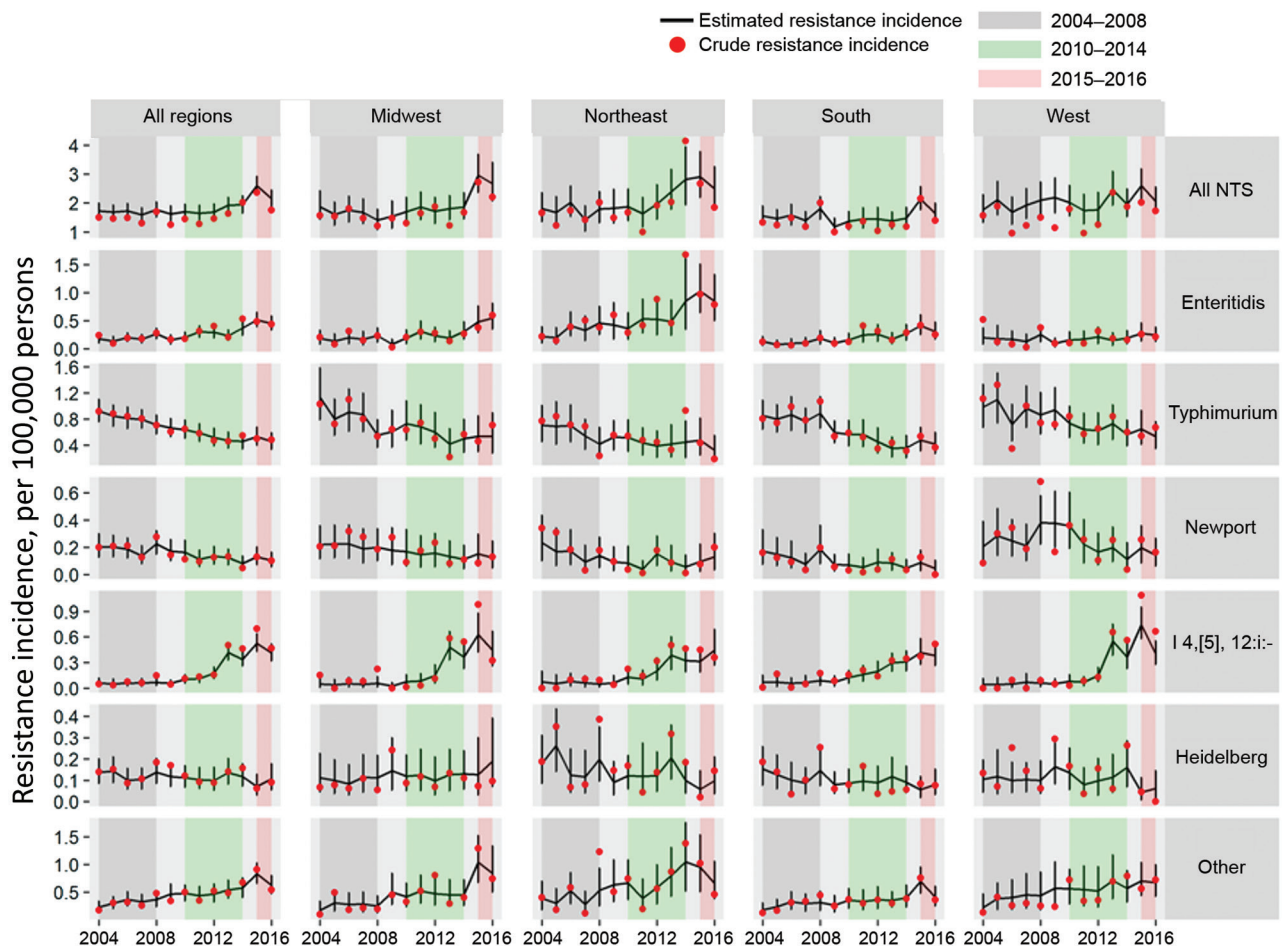 Estimated resistance incidence
Crude resistance incidence
2004–2008
2010–2014
2015–2016
All regions Midwest Northeast South West
Resistance incidence, per 100,000 persons
4
3
2
1
All NTS
1.5
1.0
0.5
0.0
Enteritidis
1.6
1.2
0.8
0.4
Typhimurium
0.6
0.4
0.2
0.0
Newport
0.9
0.6
0.3
0.0
I 4,[5], 12:i:-
0.4
0.3
0.2
0.1
0.0
Heidelberg
1.5
1.0
0.5
Other
2004 2008 2012 2016 2004 2008 2012 2016 2004 2008 2012 2016 2004 2008 2012 2016 2004 2008 2012 2016